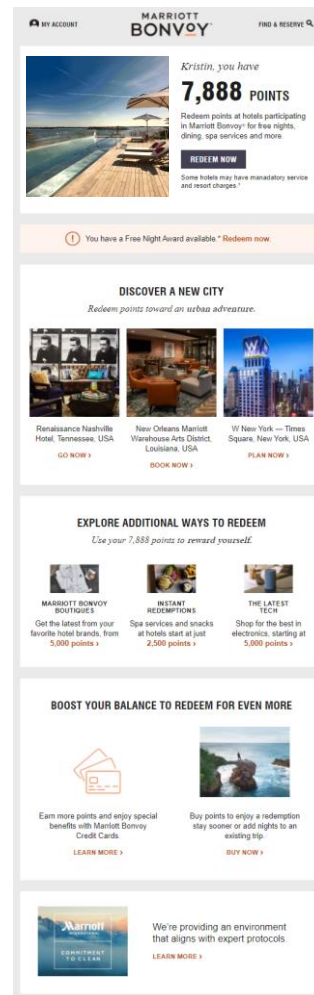 MY ACCOUNT
MARRIOTT
BONVOY
FIND & RESERVE
Kristin, you have
7,888 POINTS
Redeem points at hotels participating
in Marriott Bonvoy® for free nights,
dining, spa services and more.
REDEEM NOW
Some hotels may have manadatory service
and resort charges.*
You have a Free Night Award available.* Redeem now.
DISCOVER A NEW CITY
Redeem points toward an urban adventure.
Renaissance Nashville
Hotel, Tennessee, USA
GO NOW ›
New Orleans Marriott
Warehouse Arts District,
Louisiana, USA
BOOK NOW ›
W New York — Times
Square, New York, USA
PLAN NOW ›
EXPLORE ADDITIONAL WAYS TO REDEEM
Use your 7,888 points to reward yourself.
MARRIOTT BONVOY
BOUTIQUES
Get the latest from your
favorite hotel brands, from
5,000 points ›
INSTANT
REDEMPTIONS
Spa services and snacks
at hotels start at just
2,500 points ›
THE LATEST
TECH
Shop for the best in
electronics, starting at
5,000 points ›
BOOST YOUR BALANCE TO REDEEM FOR EVEN MORE
Earn more points and enjoy special
benefits with Marriott Bonvoy
Credit Cards.
LEARN MORE ›
Buy points to enjoy a redemption
stay sooner or add nights to an
existing trip.
BUY NOW ›
Marriott
COMMITMENT
TO CLEAN
We're providing an environment
that aligns with expert protocols.
LEARN MORE ›